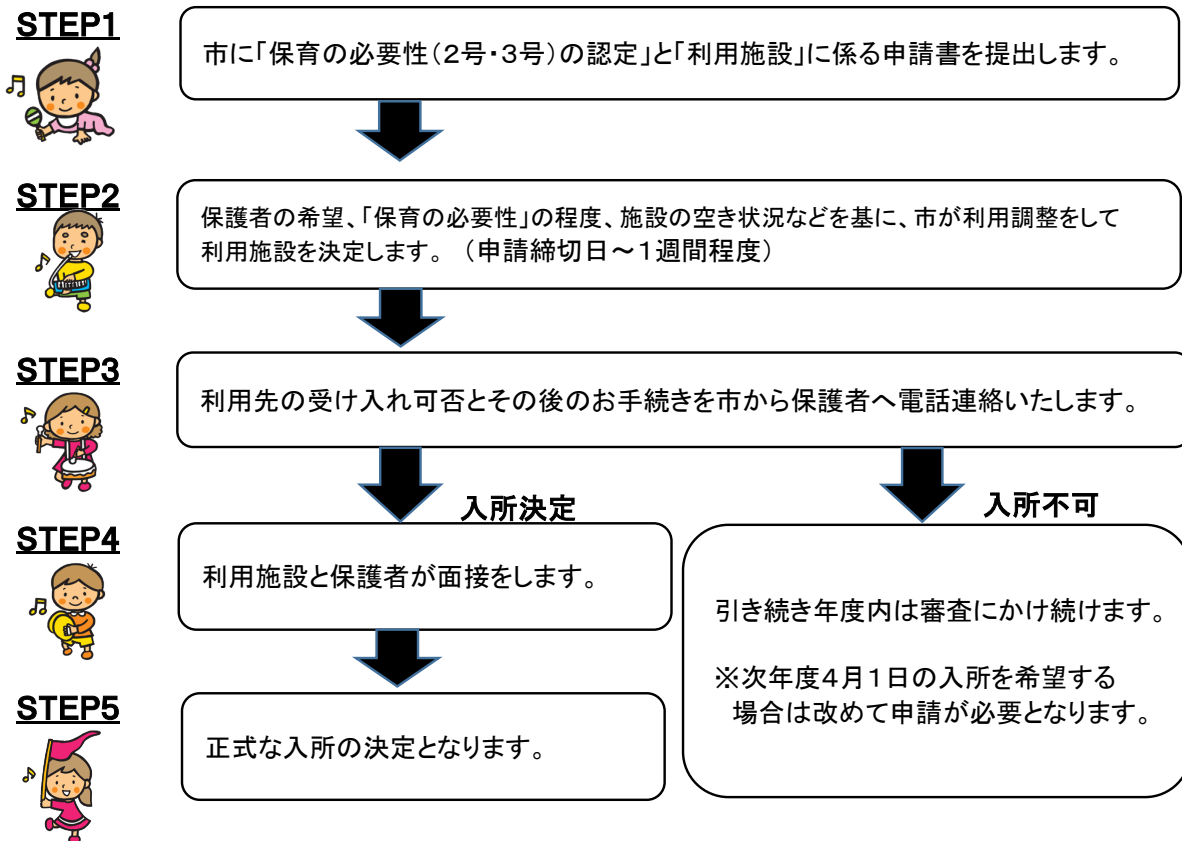 STEP1
市に「保育の必要性(2号・3号)の認定」と「利用施設」に係る申請書を提出します。
STEP2
保護者の希望、「保育の必要性」の程度、施設の空き状況などを基に、市が利用調整をして
利用施設を決定します。（申請締切日～1週間程度）
STEP3
利用先の受け入れ可否とその後のお手続きを市から保護者へ電話連絡いたします。
入所決定
入所不可
STEP4
利用施設と保護者が面接をします。
引き続き年度内は審査にかけ続けます。
※次年度4月1日の入所を希望する
場合は改めて申請が必要となります。
STEP5
正式な入所の決定となります。